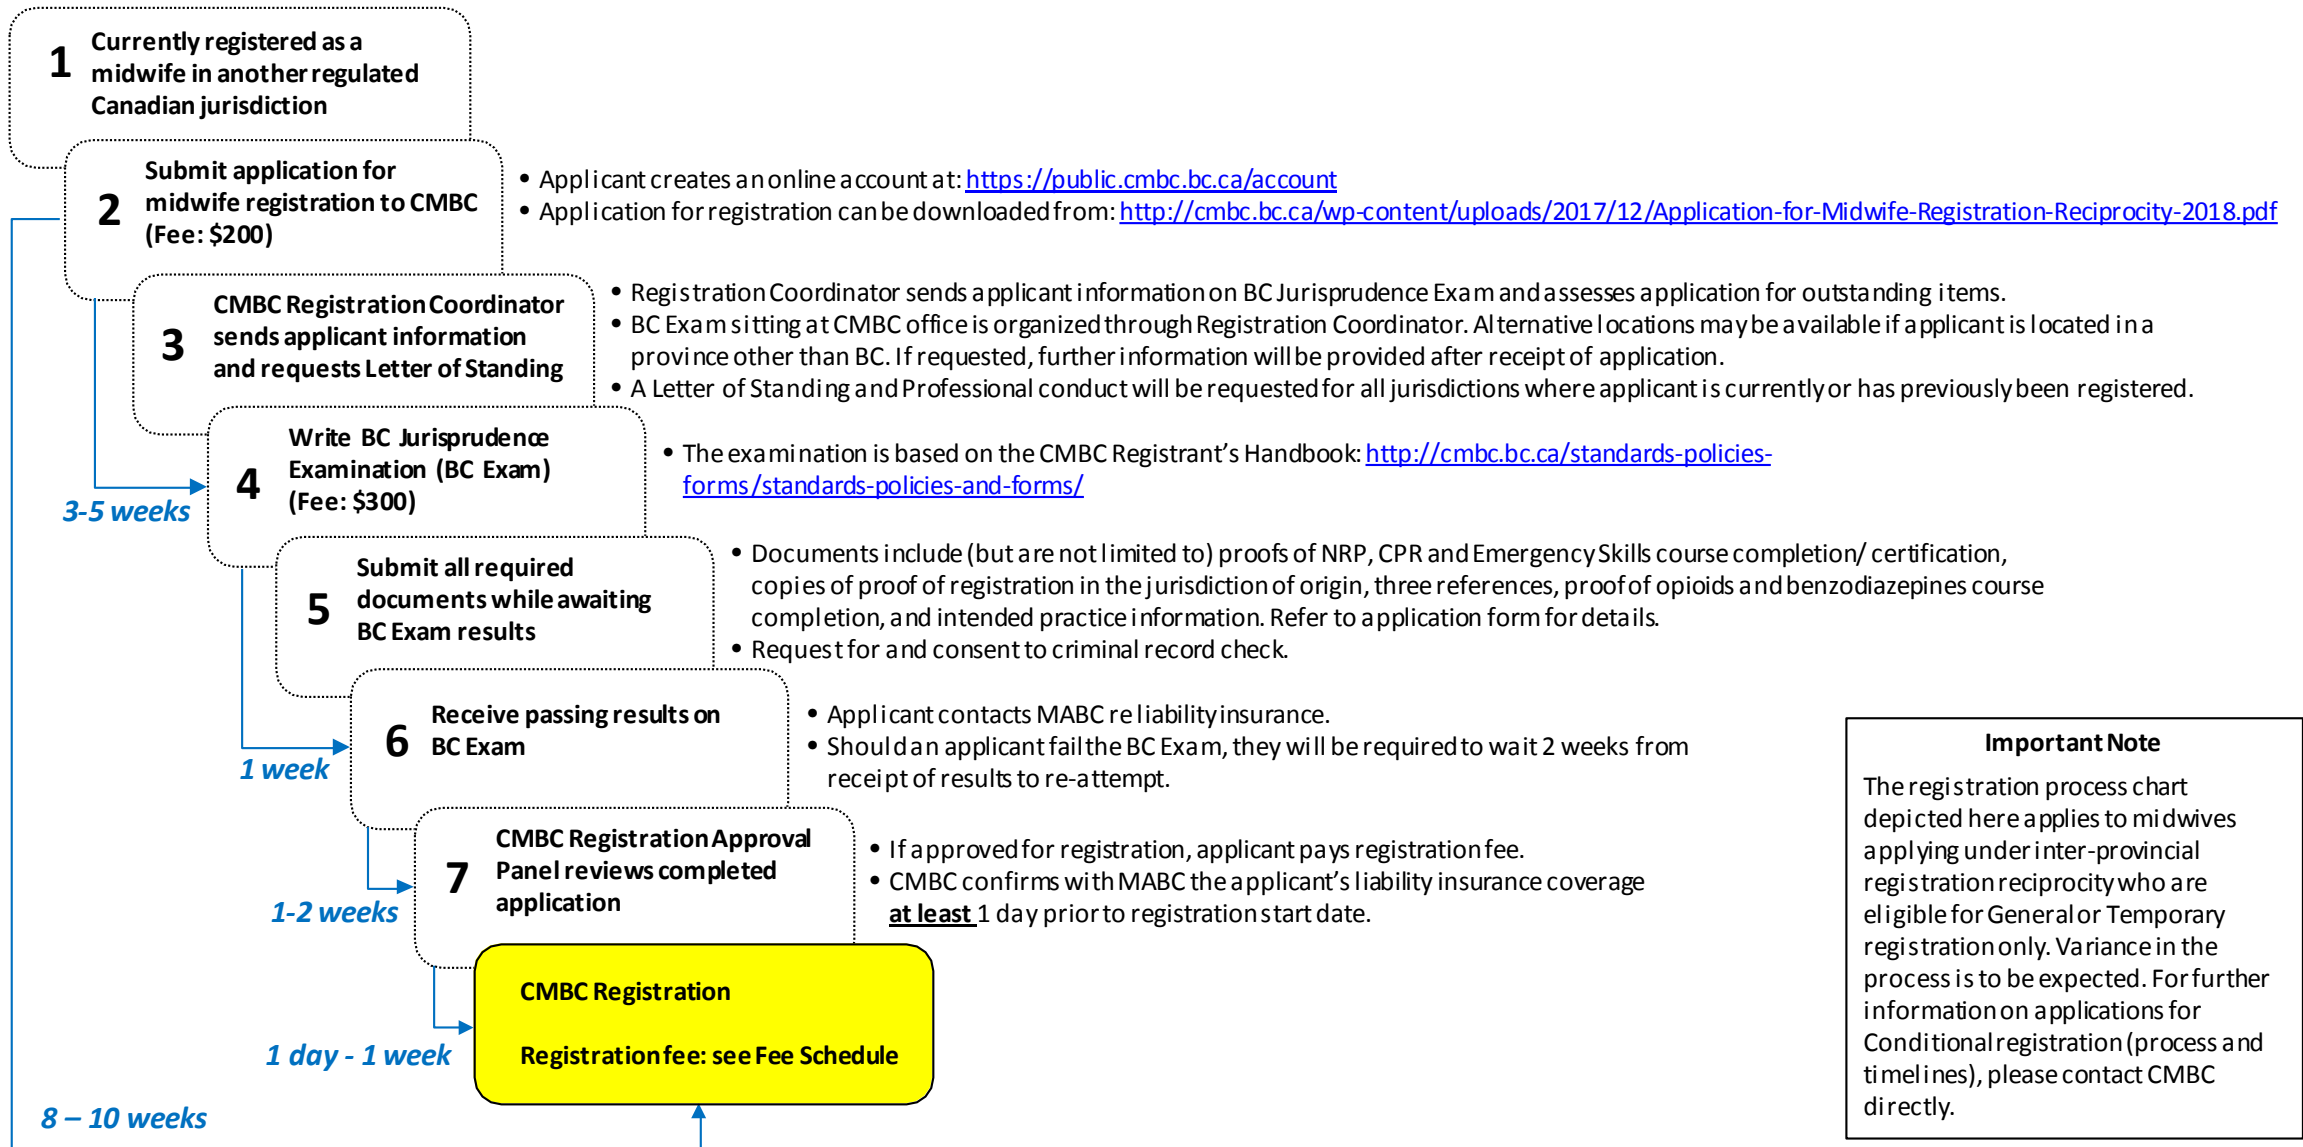 1
Currently registered as a
midwife in another regulated
Canadian jurisdiction
2
Submit application for
midwife registration to CMBC
(Fee: $200)
• Applicant creates an online account at: https://public.cmbc.bc.ca/account
• Application for registration can be downloaded from: http://cmbc.bc.ca/wp-content/uploads/2017/12/Application-for-Midwife-Registration-Reciprocity-2018.pdf
3
CMBC Registration Coordinator
sends applicant information
and requests Letter of Standing
• Registration Coordinator sends applicant information on BC Jurisprudence Exam and assesses application for outstanding items.
• BC Exam sitting at CMBC office is organized through Registration Coordinator. Alternative locations may be available if applicant is located in a
province other than BC. If requested, further information will be provided after receipt of application.
• A Letter of Standing and Professional conduct will be requested for all jurisdictions where applicant is currently or has previously been registered.
4
Write BC Jurisprudence
Examination (BC Exam)
(Fee: $300)
• The examination is based on the CMBC Registrant's Handbook: http://cmbc.bc.ca/standards-policies-
forms/standards-policies-and-forms/
3-5 weeks
5
Submit all required
documents while awaiting
BC Exam results
• Documents include (but are not limited to) proofs of NRP, CPR and Emergency Skills course completion/ certification,
copies of proof of registration in the jurisdiction of origin, three references, proof of opioids and benzodiazepines course
completion, and intended practice information. Refer to application form for details.
• Request for and consent to criminal record check.
6
Receive passing results on
BC Exam
• Applicant contacts MABC re liability insurance.
• Should an applicant fail the BC Exam, they will be required to wait 2 weeks from
receipt of results to re-attempt.
1 week
7
CMBC Registration Approval
Panel reviews completed
application
• If approved for registration, applicant pays registration fee.
• CMBC confirms with MABC the applicant's liability insurance coverage
at least 1 day prior to registration start date.
1-2 weeks
CMBC Registration
Registration fee: see Fee Schedule
1 day - 1 week
8 – 10 weeks
Important Note
The registration process chart
depicted here applies to midwives
applying under inter-provincial
registration reciprocity who are
eligible for General or Temporary
registration only. Variance in the
process is to be expected. For further
information on applications for
Conditional registration (process and
timelines), please contact CMBC
directly.